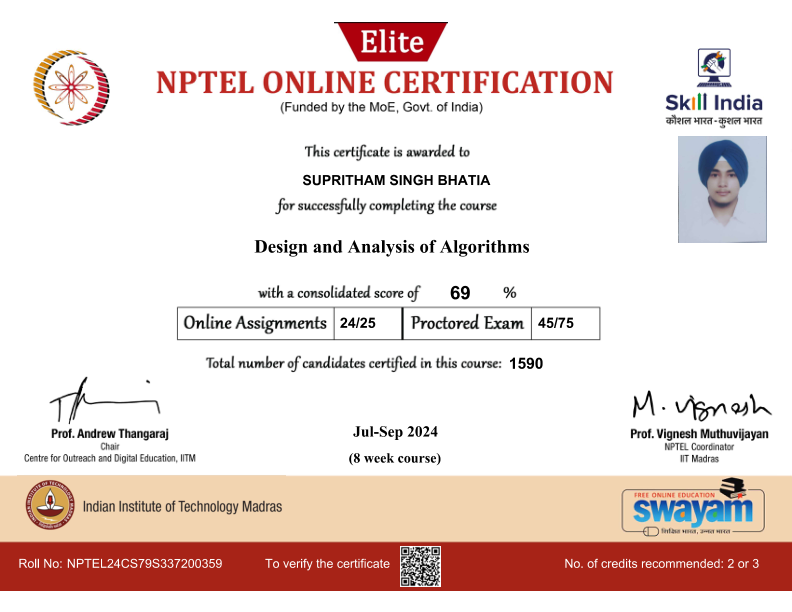 Elite
NPTEL ONLINE CERTIFICATION
(Funded by the MoE, Govt. of India)
Skill India
कौशल भारत-कुशल भारत
This certificate is awarded to
SUPRITHAM SINGH BHATIA
for successfully completing the course
Design and Analysis of Algorithms
with a consolidated score of 69 %
Online Assignments 24/25 Proctored Exam 45/75
Total number of candidates certified in this course: 1590
M. Vignesh
Prof. Andrew Thangaraj
Chair
Centre for Outreach and Digital Education, IITM
Jul-Sep 2024
(8 week course)
Prof. Vignesh Muthuvijayan
NPTEL Coordinator
IIT Madras
Indian Institute of Technology Madras
FREE ONLINE EDUCATION
swayam
शिक्षित भारत, उन्नत भारत
Roll No: NPTEL24CS79S337200359 To verify the certificate No. of credits recommended: 2 or 3